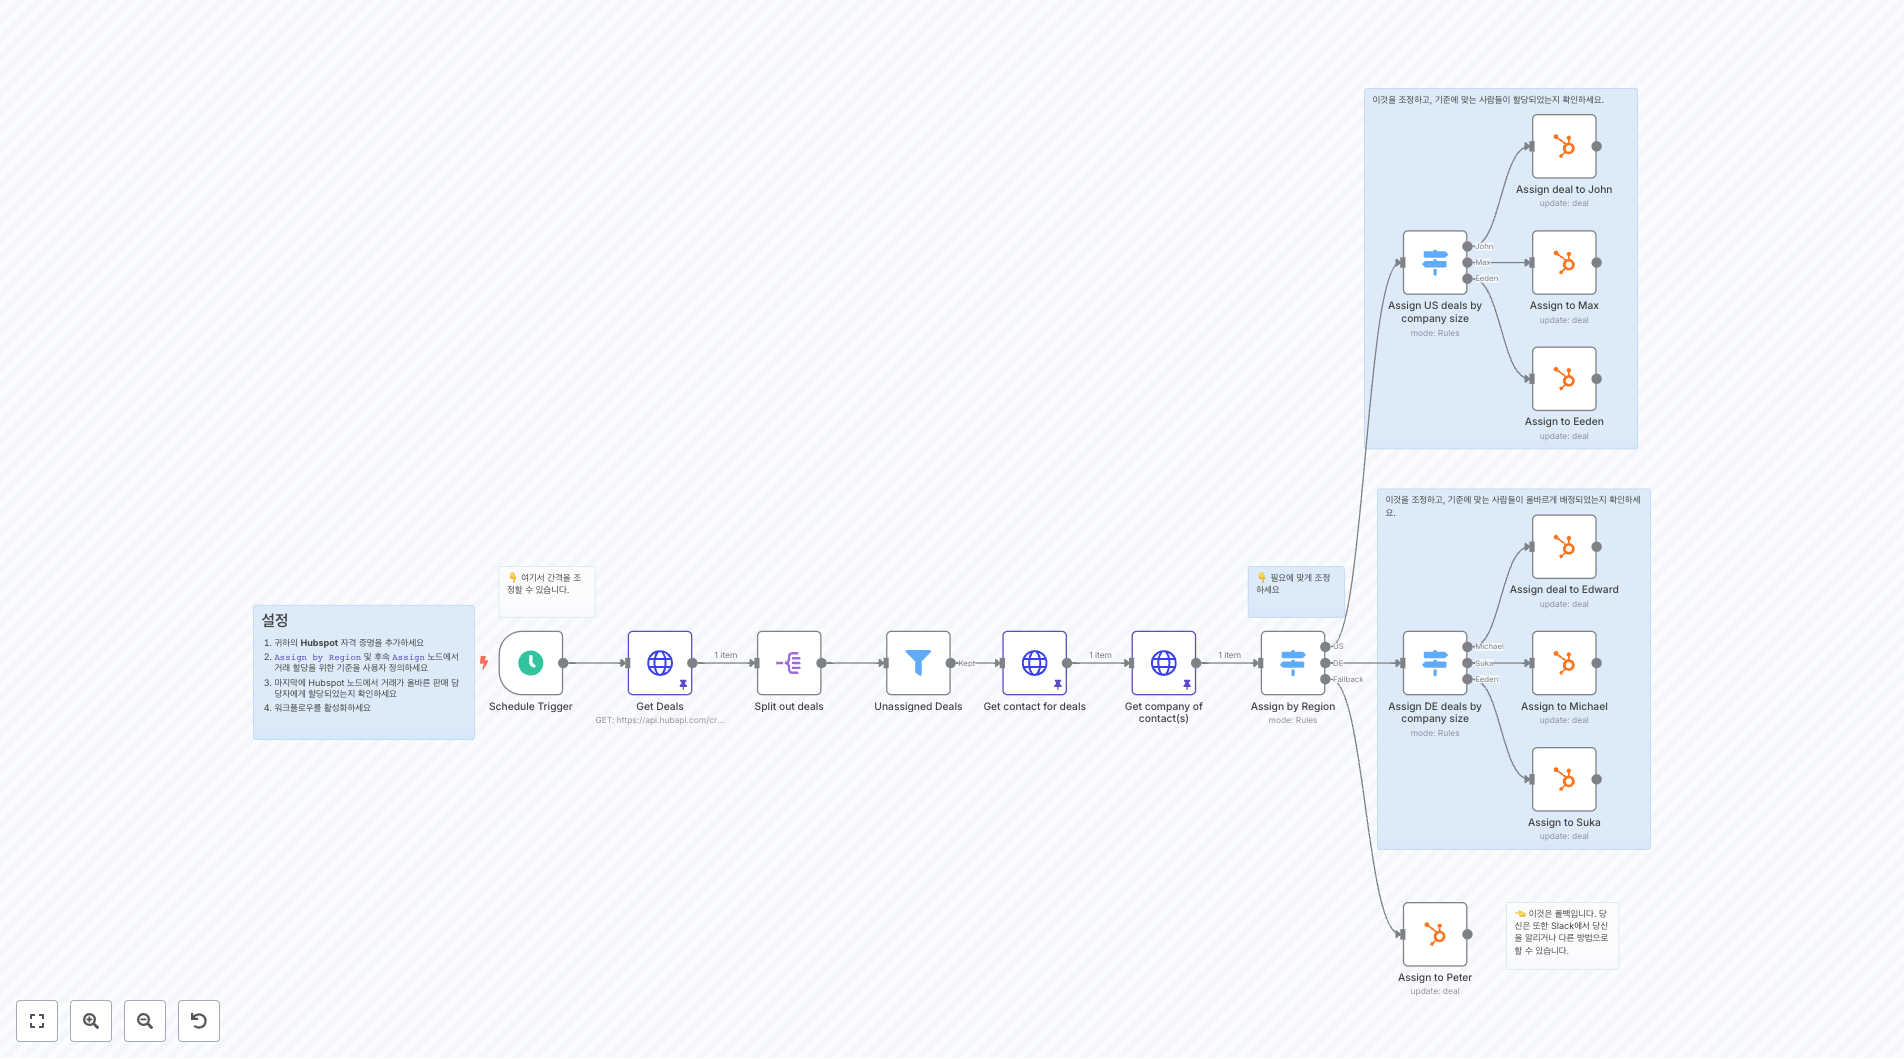 이것을 조정하고, 기준에 맞는 사람들이 할당되었는지 확인하세요.
Assign deal to John
update: deal
John
Max
Eeden
Assign US deals by
company size
mode: Rules
Assign to Max
update: deal
Assign to Eeden
update: deal
이것을 조정하고, 기준에 맞는 사람들이 올바르게 배정되었는지 확인하세
요.
Assign deal to Edward
update: deal
👇 여기서 간격을 조
정할 수 있습니다.
👇 필요에 맞게 조정
하세요
설정
1. 귀하의 Hubspot 자격 증명을 추가하세요
2. Assign by Region 및 후속 Assign 노드에서
거래 할당을 위한 기준을 사용자 정의하세요
3. 마지막에 Hubspot 노드에서 거래가 올바른 판매 담
당자에게 할당되었는지 확인하세요
4. 워크플로우를 활성화하세요
Schedule Trigger
Get Deals
GET: https://api.hubapi.com/cr...
1 item
Split out deals
Unassigned Deals
Kept
Get contact for deals
1 item
Get company of
contact(s)
1 item
Assign by Region
mode: Rules
US
DE
Fallback
Michael
Suka
Eeden
Assign DE deals by
company size
mode: Rules
Assign to Michael
update: deal
Assign to Suka
update: deal
Assign to Peter
update: deal
👈 이것은 폴백입니다. 당
신은 또한 Slack에서 당신
을 알리거나 다른 방법으로
할 수 있습니다.